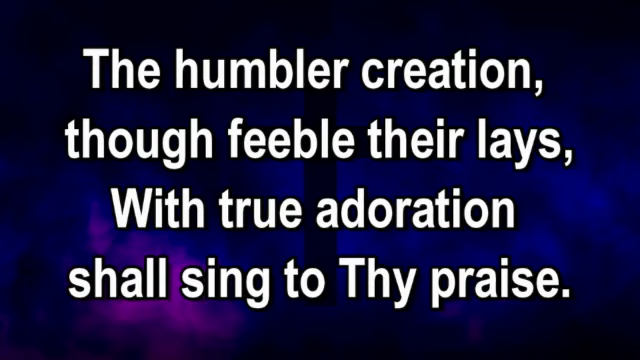 The humbler creation,
though feeble their lays,
With true adoration
shall sing to Thy praise.